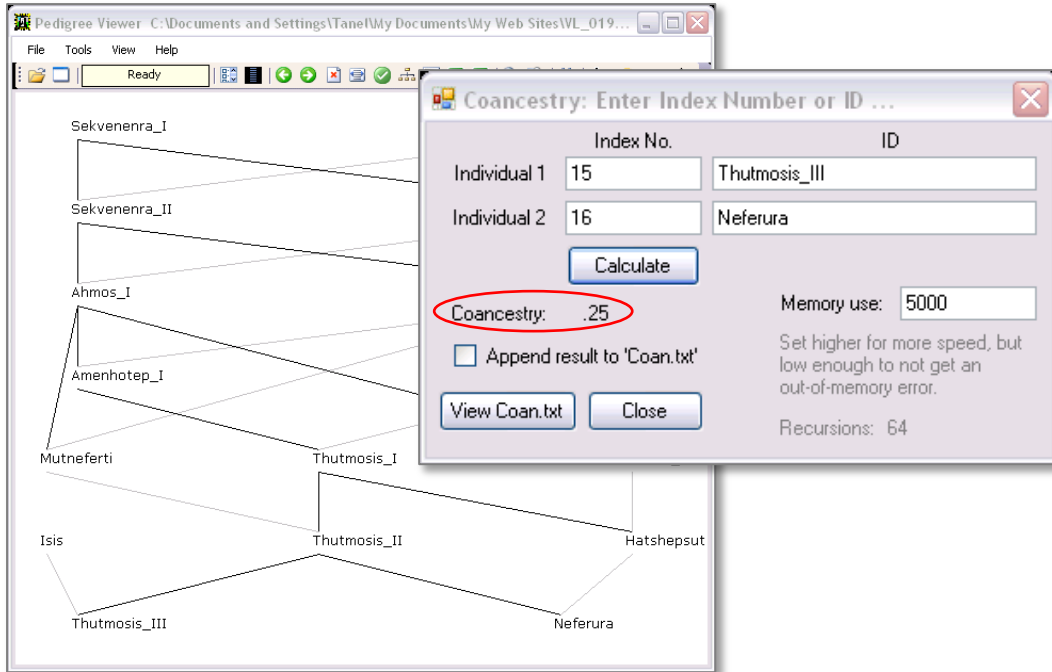 Pedigree Viewer C:\Documents and Settings\Tanel\My Documents\My Web Sites\VL_019...
File Tools View Help
Ready
Sekvenenra_I
Sekvenenra_II
Ahmos_I
Amenhotep_I
Mutneferti Thutmosis_I
Isis Thutmosis_II Hatshepsut
Thutmosis_III Neferura
Coancestry: Enter Index Number or ID ...
Index No. ID
Individual 1 15 Thutmosis_III
Individual 2 16 Neferura
Calculate
Coancestry: .25
Memory use: 5000
Append result to 'Coan.txt'
Set higher for more speed, but
low enough to not get an
out-of-memory error.
View Coan.txt Close
Recursions: 64